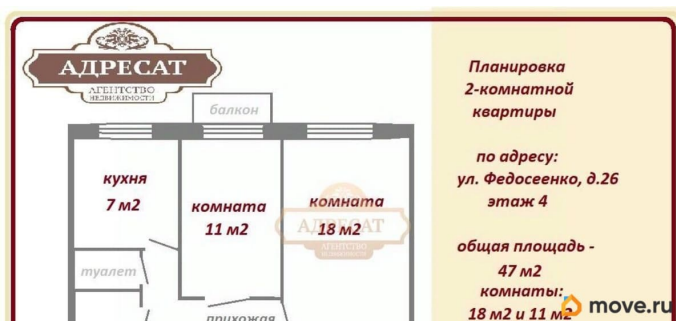 АДРЕСАТ
АГЕНТСТВО
НЕДВИЖИМОСТИ
балкон
кухня
7 м2
комната
11 м2
комната
18 м2
АДРЕСАТ
АГЕНТСТВО
НЕДВИЖИМОСТИ
туалет
прихожая
Планировка
2-комнатной
квартиры
по адресу:
ул. Федосеенко, д.26
этаж 4
общая площадь -
47 м2
комнаты:
18 м2 и 11 м2
move.ru